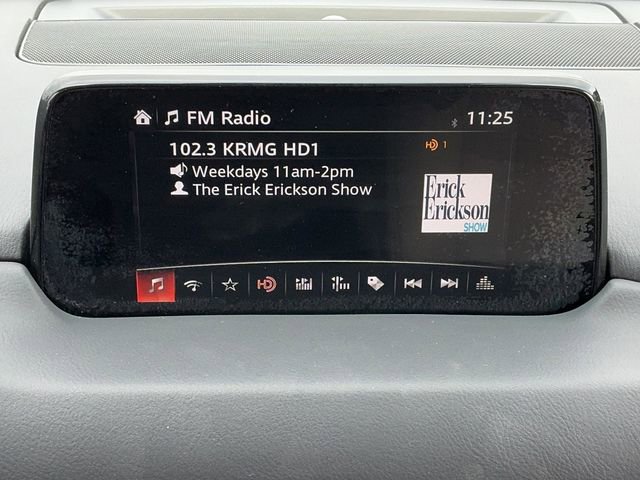 FM Radio 11:25
102.3 KRMG HD1
HD 1
Weekdays 11am-2pm
The Erick Erickson Show
Erick
Erickson
SHOW
HD